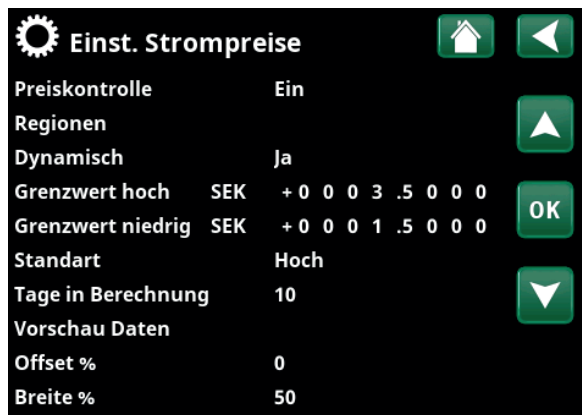 Einst. Strompreise
Preiskontrolle Ein
Regionen
Dynamisch Ja
Grenzwert hoch SEK +0 0 0 3 .5 0 0 0
Grenzwert niedrig SEK +0 0 0 1 .5 0 0 0
OK
Standart Hoch
Tage in Berechnung 10
Vorschau Daten
Offset % 0
Breite % 50